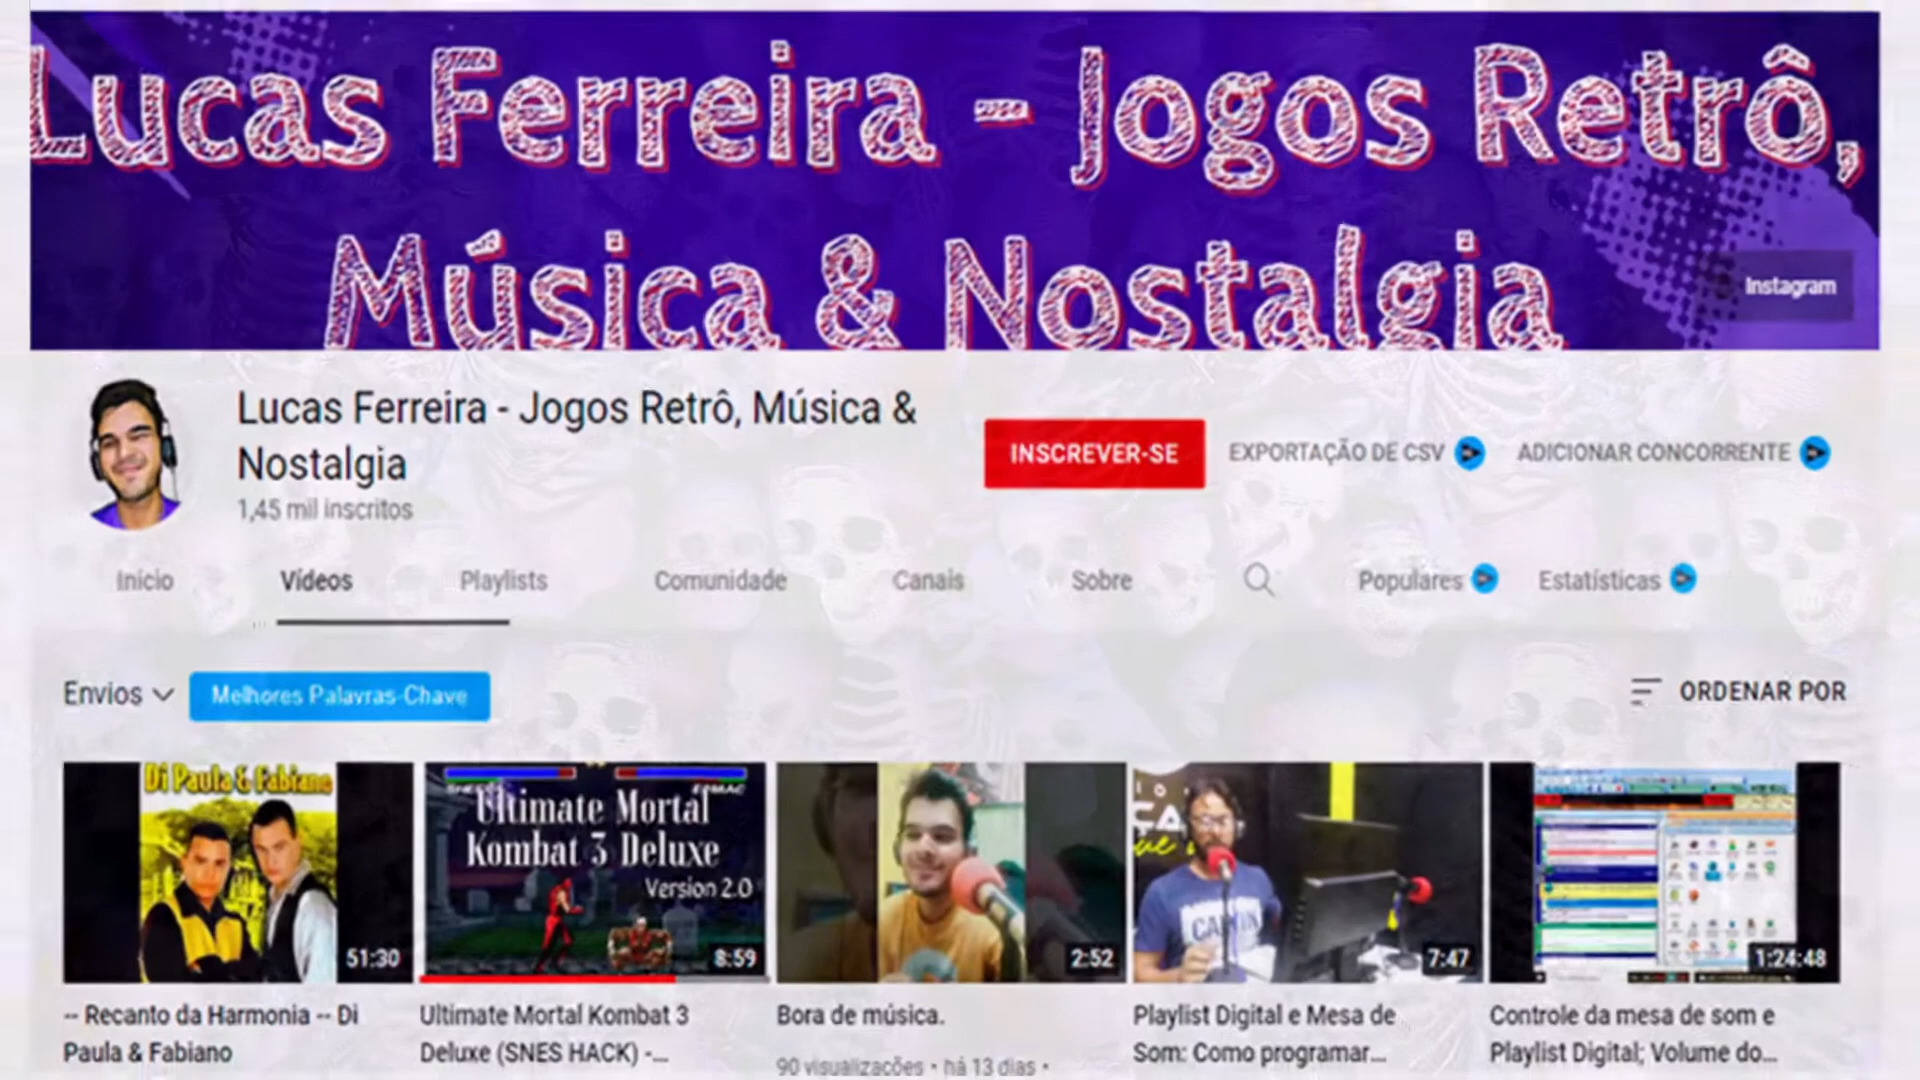 Lucas Ferreira - Jogos Retrô,
Música & Nostalgia
Instagram
Lucas Ferreira - Jogos Retrô, Música &
Nostalgia
1,45 mil inscritos
INSCREVER-SE
EXPORTAÇÃO DE CSV
ADICIONAR CONCORRENTE
Início Vídeos Playlists Comunidade Canais Sobre Populares Estatísticas
Envios
Melhores Palavras-Chave
ORDENAR POR
Di Paula & Fabiano
51:30
Ultimate Mortal
Kombat 3 Deluxe
Version 2.0
8:59
2:52
7:47
1:24:48
-- Recanto da Harmonia -- Di
Paula & Fabiano
Ultimate Mortal Kombat 3
Deluxe (SNES HACK) -...
Bora de música.
90 visualizações • há 13 dias •
Playlist Digital e Mesa de
Som: Como programar...
Controle da mesa de som e
Playlist Digital; Volume do...